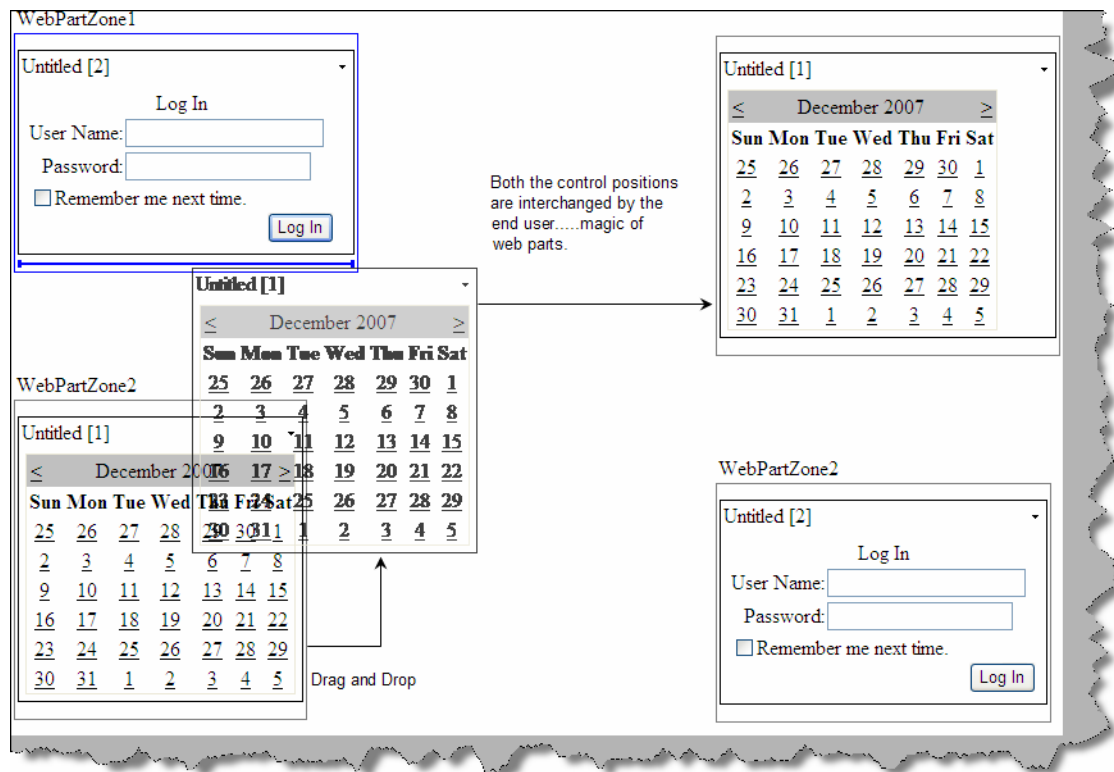 WebPartZone1
Untitled [2]
Log In
User Name:
Password:
Remember me next time.
Log In
Untitled [1]
< December 2007 >
Sun Mon Tue Wed Thu Fri Sat
25 26 27 28 29 30 1
2 3 4 5 6 7 8
9 10 11 12 13 14 15
16 17 18 19 20 21 22
23 24 25 26 27 28 29
30 31 1 2 3 4 5
WebPartZone2
Untitled [1]
< December 2007 >
Sun Mon Tue Wed Thu Fri Sat
25 26 27 28 29 30 1
2 3 4 5 6 7 8
9 10 11 12 13 14 15
16 17 18 19 20 21 22
23 24 25 26 27 28 29
30 31 1 2 3 4 5
Drag and Drop
Both the control positions
are interchanged by the
end user.....magic of
web parts.
Untitled [1]
< December 2007 >
Sun Mon Tue Wed Thu Fri Sat
25 26 27 28 29 30 1
2 3 4 5 6 7 8
9 10 11 12 13 14 15
16 17 18 19 20 21 22
23 24 25 26 27 28 29
30 31 1 2 3 4 5
WebPartZone2
Untitled [2]
Log In
User Name:
Password:
Remember me next time.
Log In